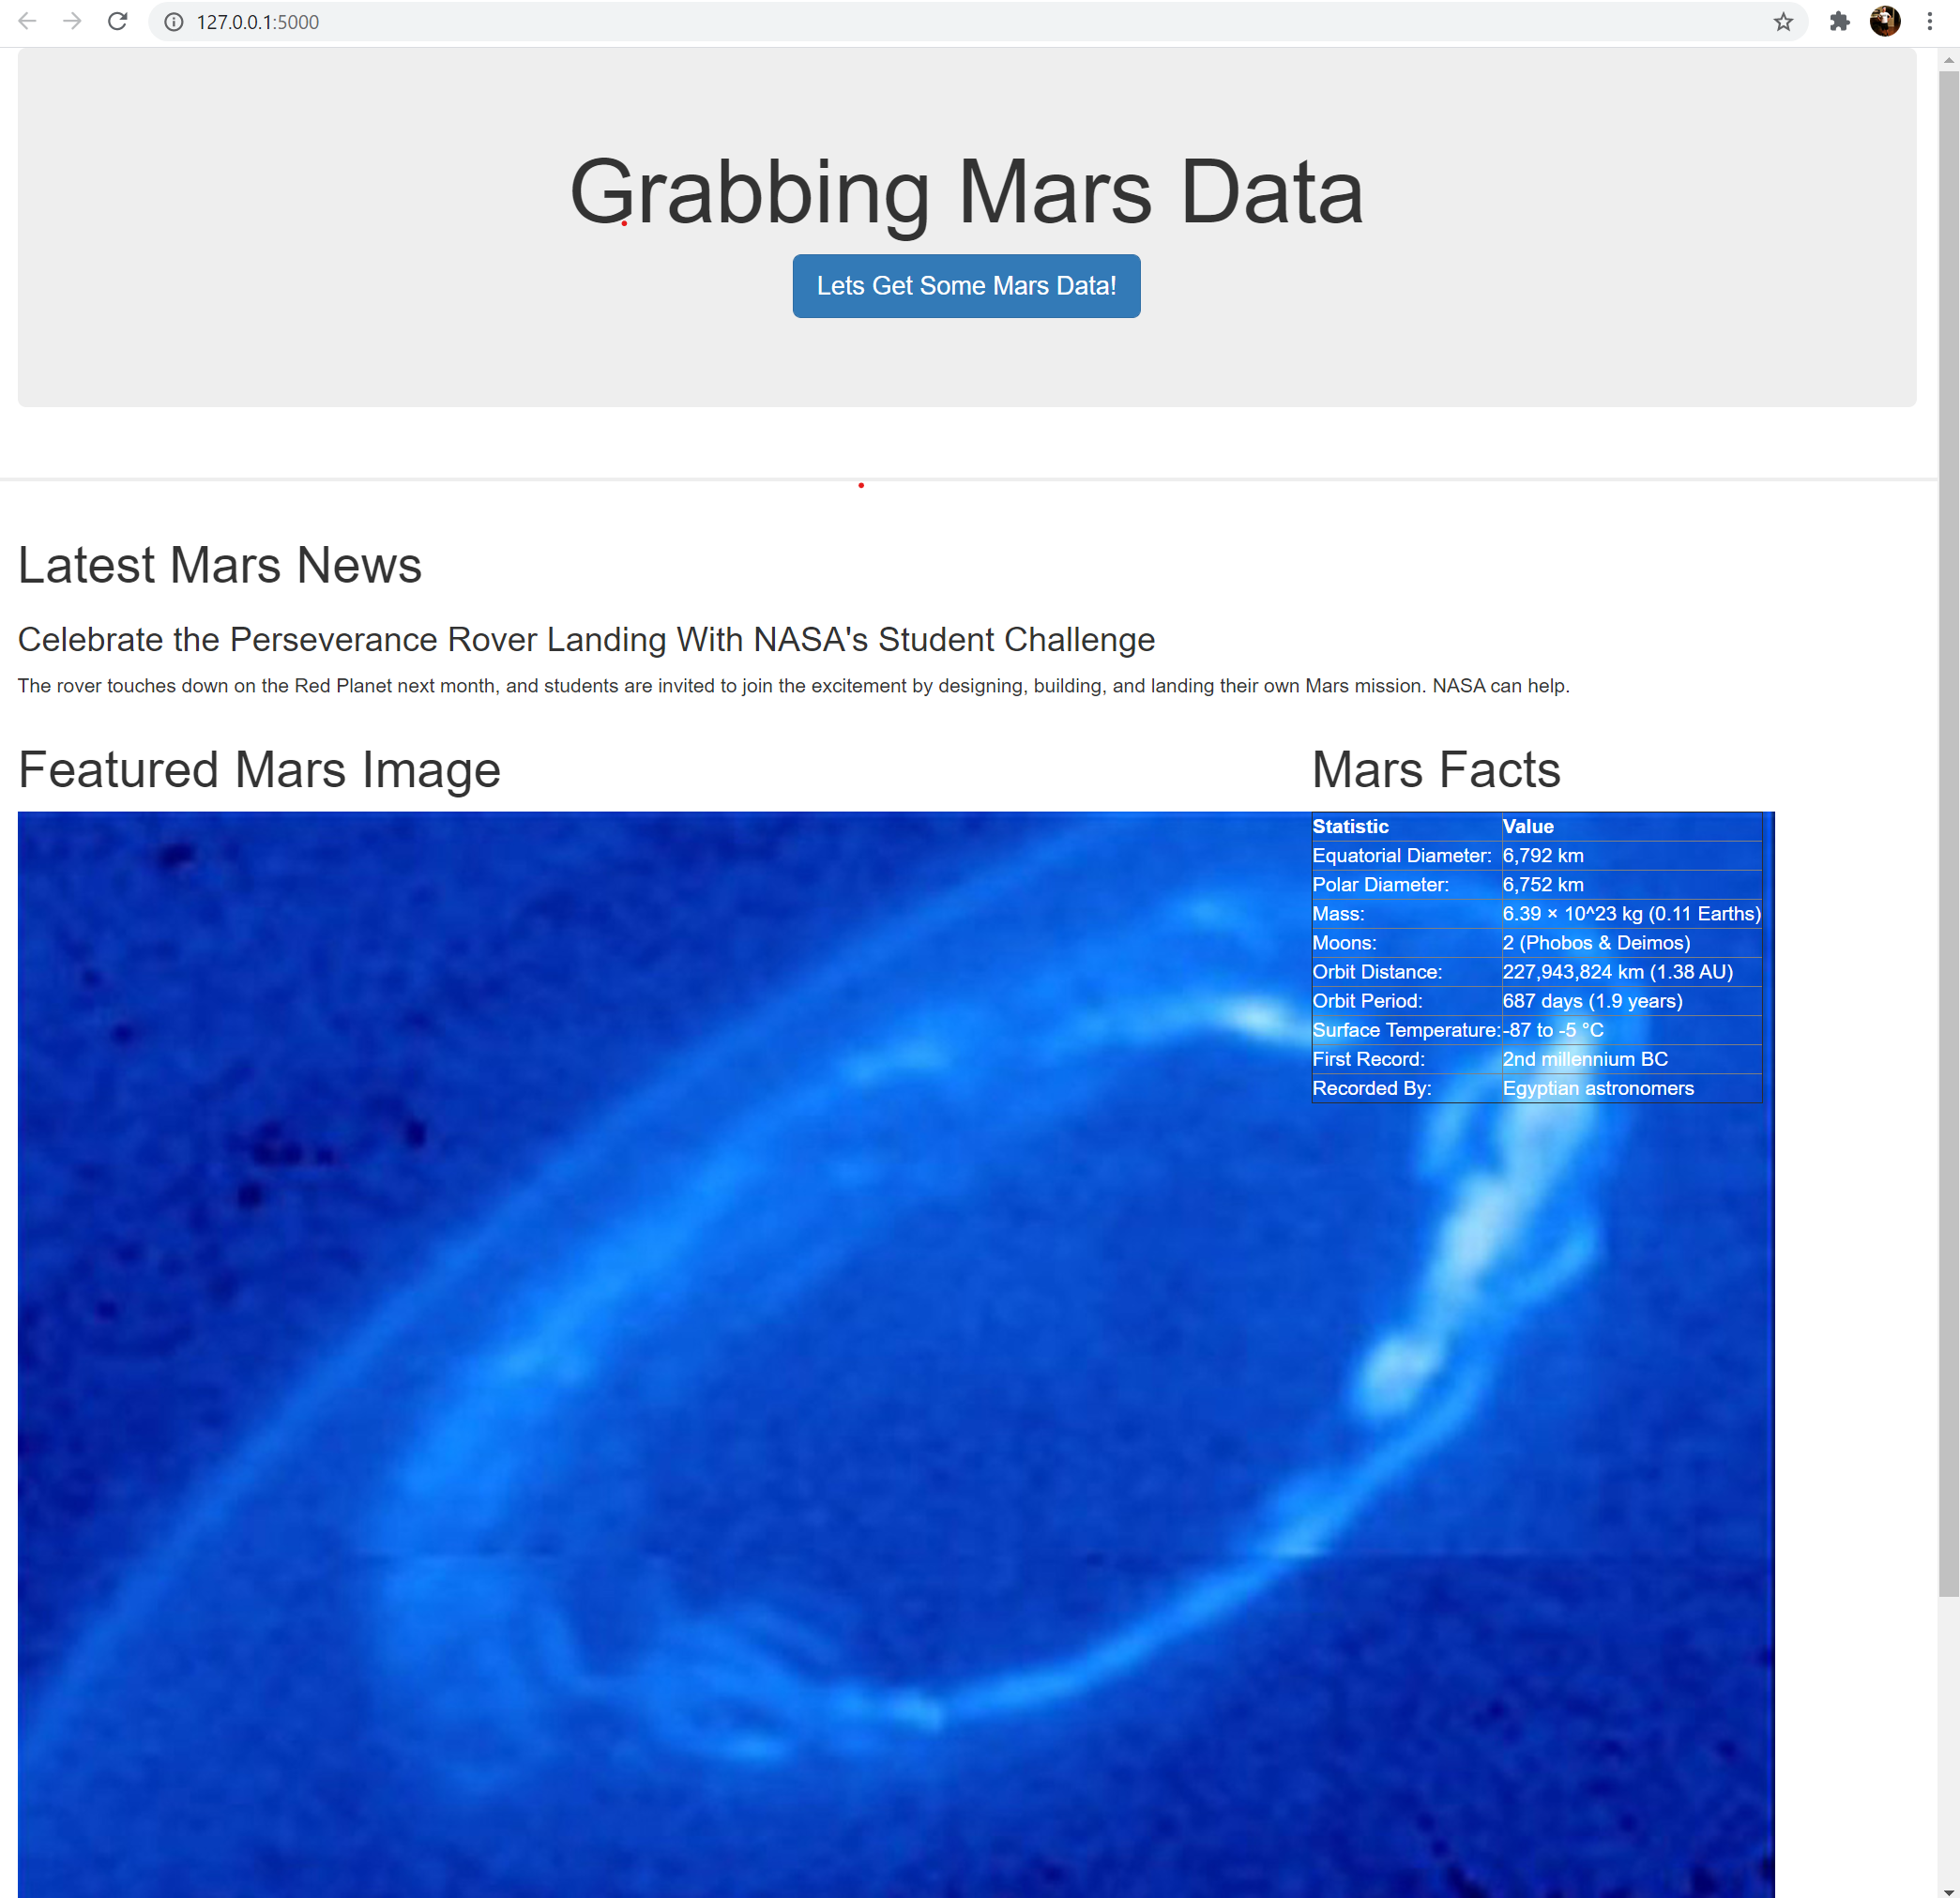 127.0.0.1:5000
Grabbing Mars Data
Lets Get Some Mars Data!
Latest Mars News
Celebrate the Perseverance Rover Landing With NASA's Student Challenge
The rover touches down on the Red Planet next month, and students are invited to join the excitement by designing, building, and landing their own Mars mission. NASA can help.
Featured Mars Image
Mars Facts
Statistic Value
Equatorial Diameter: 6,792 km
Polar Diameter: 6,752 km
Mass: 6.39 × 10^23 kg (0.11 Earths)
Moons: 2 (Phobos & Deimos)
Orbit Distance: 227,943,824 km (1.38 AU)
Orbit Period: 687 days (1.9 years)
Surface Temperature: -87 to -5 °C
First Record: 2nd millennium BC
Recorded By: Egyptian astronomers